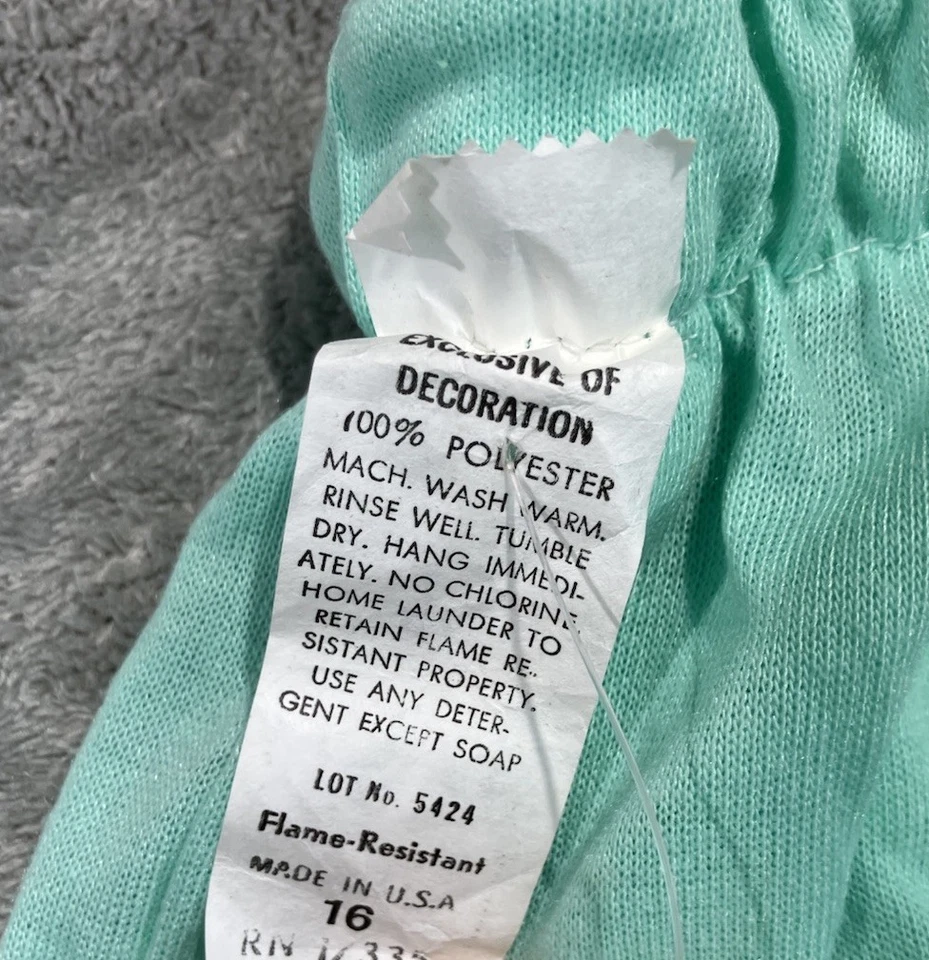 EXCLUSIVE OF
DECORATION
100% POLYESTER
MACH. WASH WARM.
RINSE WELL. TUMBLE
DRY. HANG IMMEDI-
ATELY. NO CHLORINE.
HOME LAUNDER TO
RETAIN FLAME RE-
SISTANT PROPERTY.
USE ANY DETER-
GENT EXCEPT SOAP
LOT No. 5424
Flame-Resistant
MADE IN U.S.A
16
RN